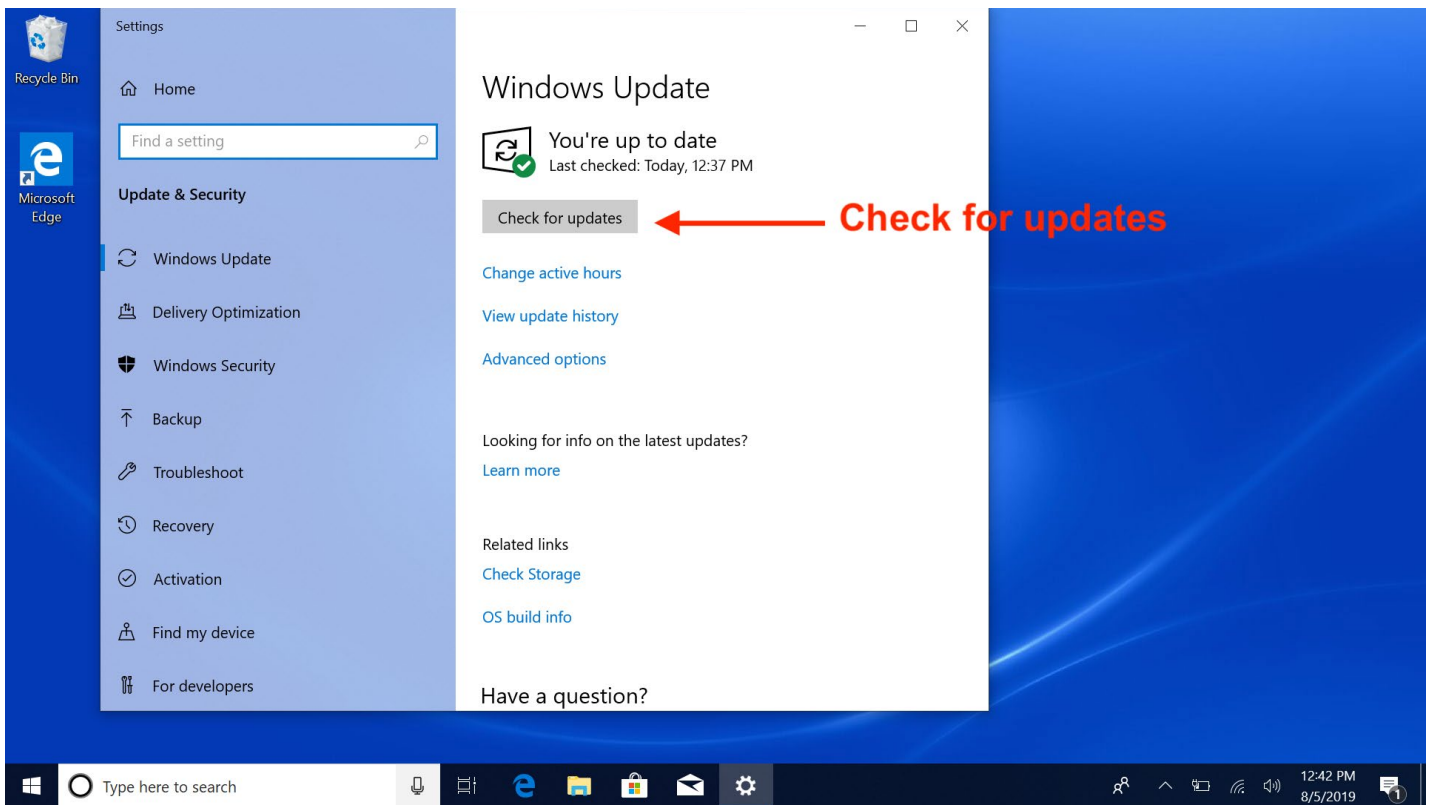 Recycle Bin
Microsoft
Edge
Settings
Home
Find a setting
Update & Security
Windows Update
Delivery Optimization
Windows Security
Backup
Troubleshoot
Recovery
Activation
Find my device
For developers
Windows Update
You're up to date
Last checked: Today, 12:37 PM
Check for updates
Check for updates
Change active hours
View update history
Advanced options
Looking for info on the latest updates?
Learn more
Related links
Check Storage
OS build info
Have a question?
Type here to search
12:42 PM
8/5/2019
1